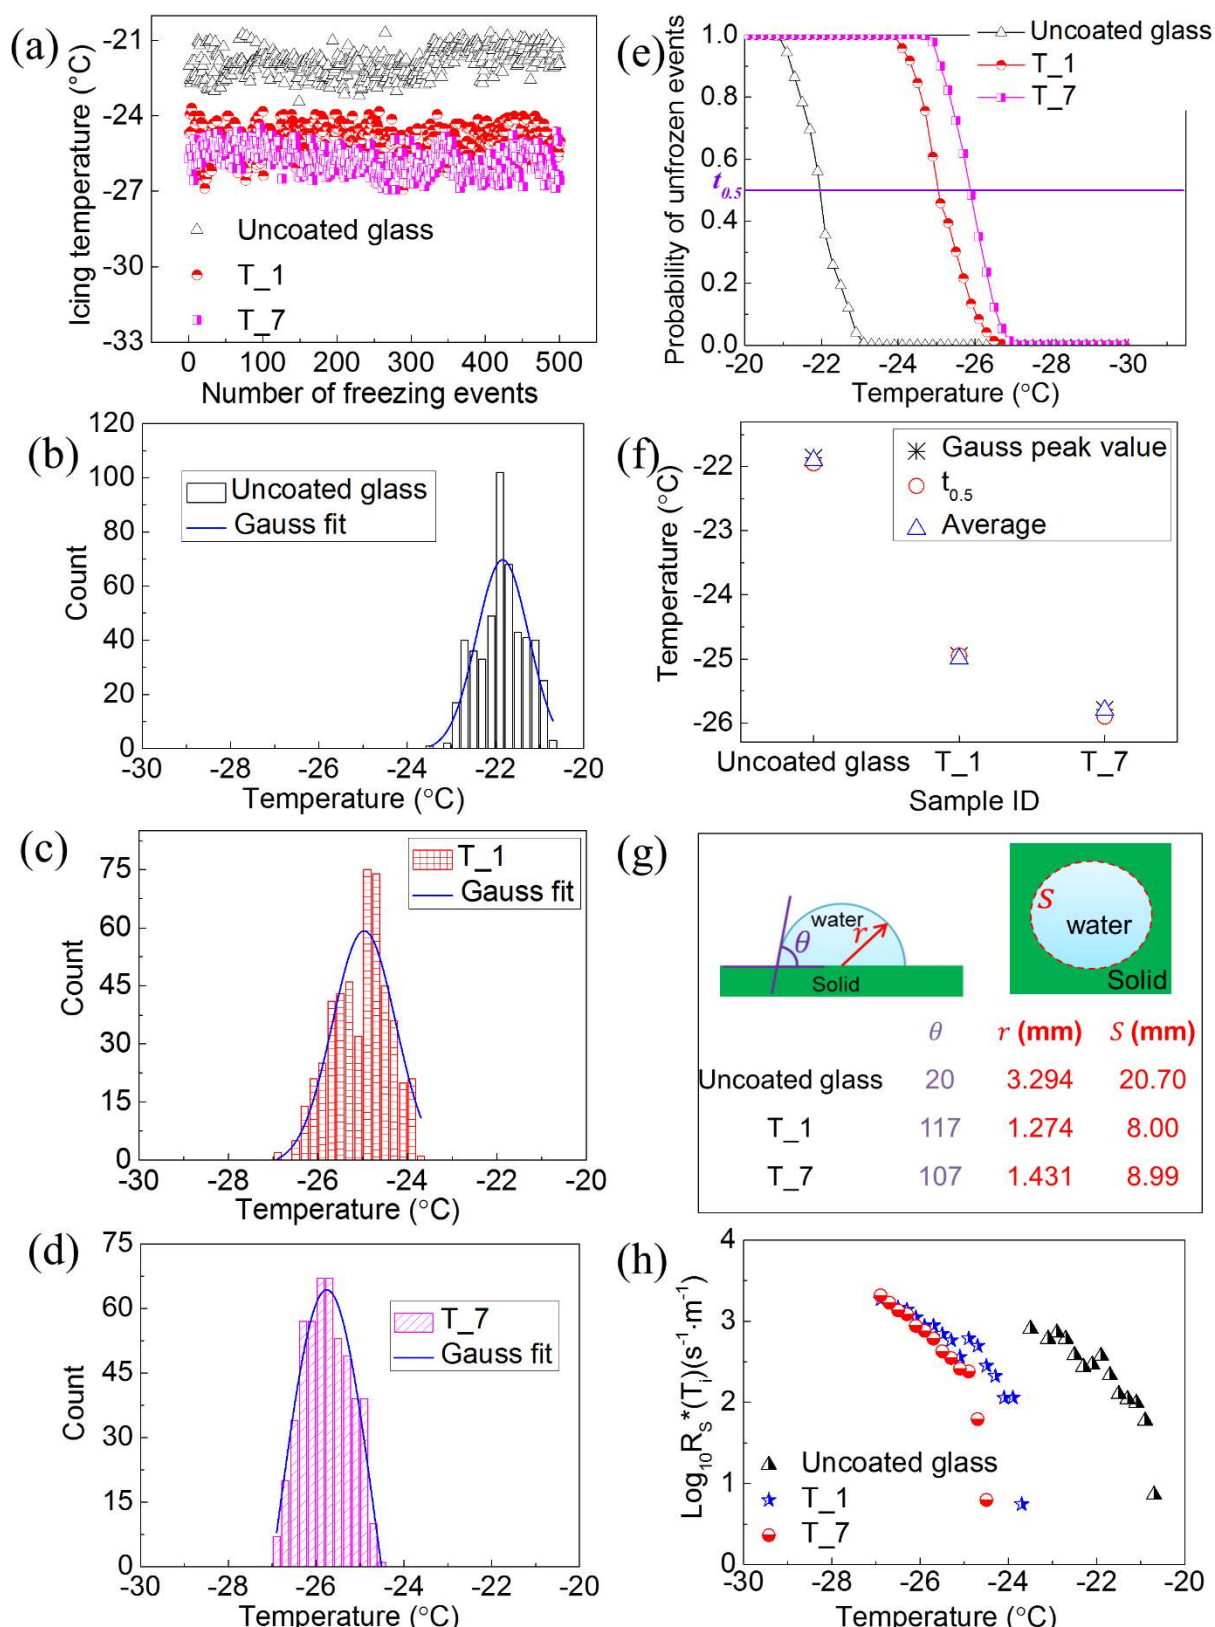 (a)
Icing temperature (°C)
-21
-24
-27
-30
-33
Uncoated glass
T_1
T_7
0 100 200 300 400 500
Number of freezing events
(e)
Probability of unfrozen events
1.0
0.8
0.6
t0.5
0.4
0.2
0.0
Uncoated glass
T_1
T_7
-20 -22 -24 -26 -28 -30
Temperature (°C)
(b)
Count
120
100
80
60
40
20
0
Uncoated glass
Gauss fit
-30 -28 -26 -24 -22 -20
Temperature (°C)
(f)
Temperature (°C)
-22
-23
-24
-25
-26
Gauss peak value
t0.5
Average
Uncoated glass T_1 T_7
Sample ID
(c)
Count
75
60
45
30
15
0
T_1
Gauss fit
-30 -28 -26 -24 -22 -20
Temperature (°C)
(g)
water
θ
r
Solid
S
water
Solid
θ r (mm) S (mm)
Uncoated glass 20 3.294 20.70
T_1 117 1.274 8.00
T_7 107 1.431 8.99
(d)
Count
75
60
45
30
15
0
T_7
Gauss fit
-30 -28 -26 -24 -22 -20
Temperature (°C)
(h)
Log10RS*(Ti)(s-1·m-1)
4
3
2
1
0
Uncoated glass
T_1
T_7
-30 -28 -26 -24 -22 -20
Temperature (°C)